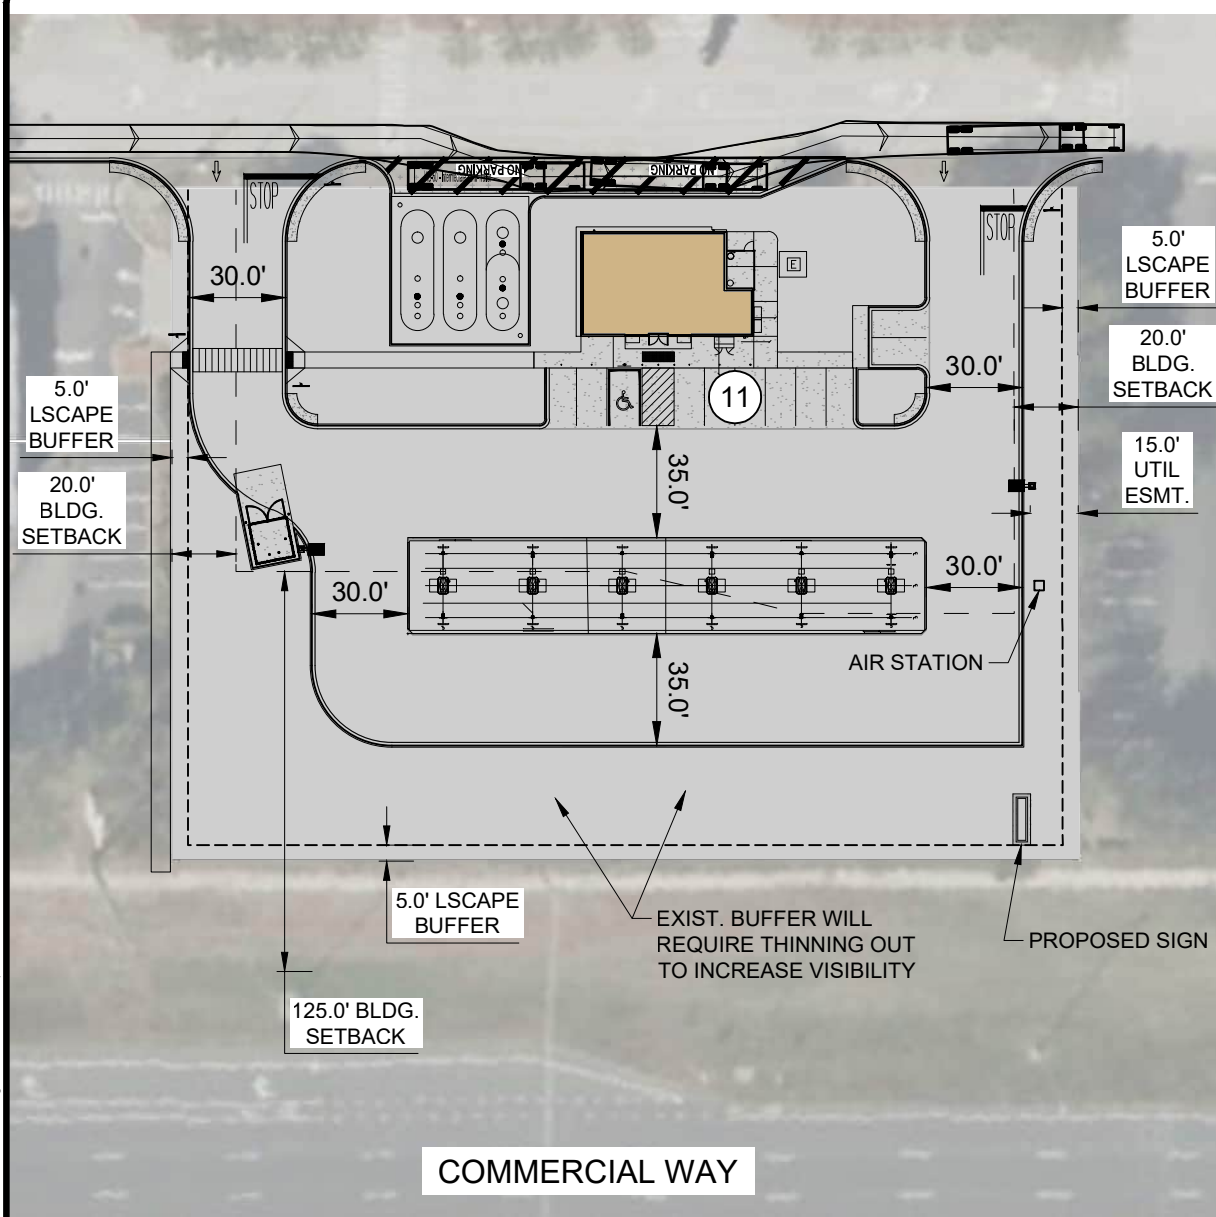 NO PARKING
NO PARKING
STOP
STOP
E
30.0'
5.0'
LSCAPE
BUFFER
20.0'
BLDG.
SETBACK
30.0'
11
5.0'
LSCAPE
BUFFER
20.0'
BLDG.
SETBACK
15.0'
UTIL
ESMT.
35.0'
30.0'
30.0'
AIR STATION
35.0'
5.0' LSCAPE
BUFFER
EXIST. BUFFER WILL
REQUIRE THINNING OUT
TO INCREASE VISIBILITY
PROPOSED SIGN
125.0' BLDG.
SETBACK
COMMERCIAL WAY